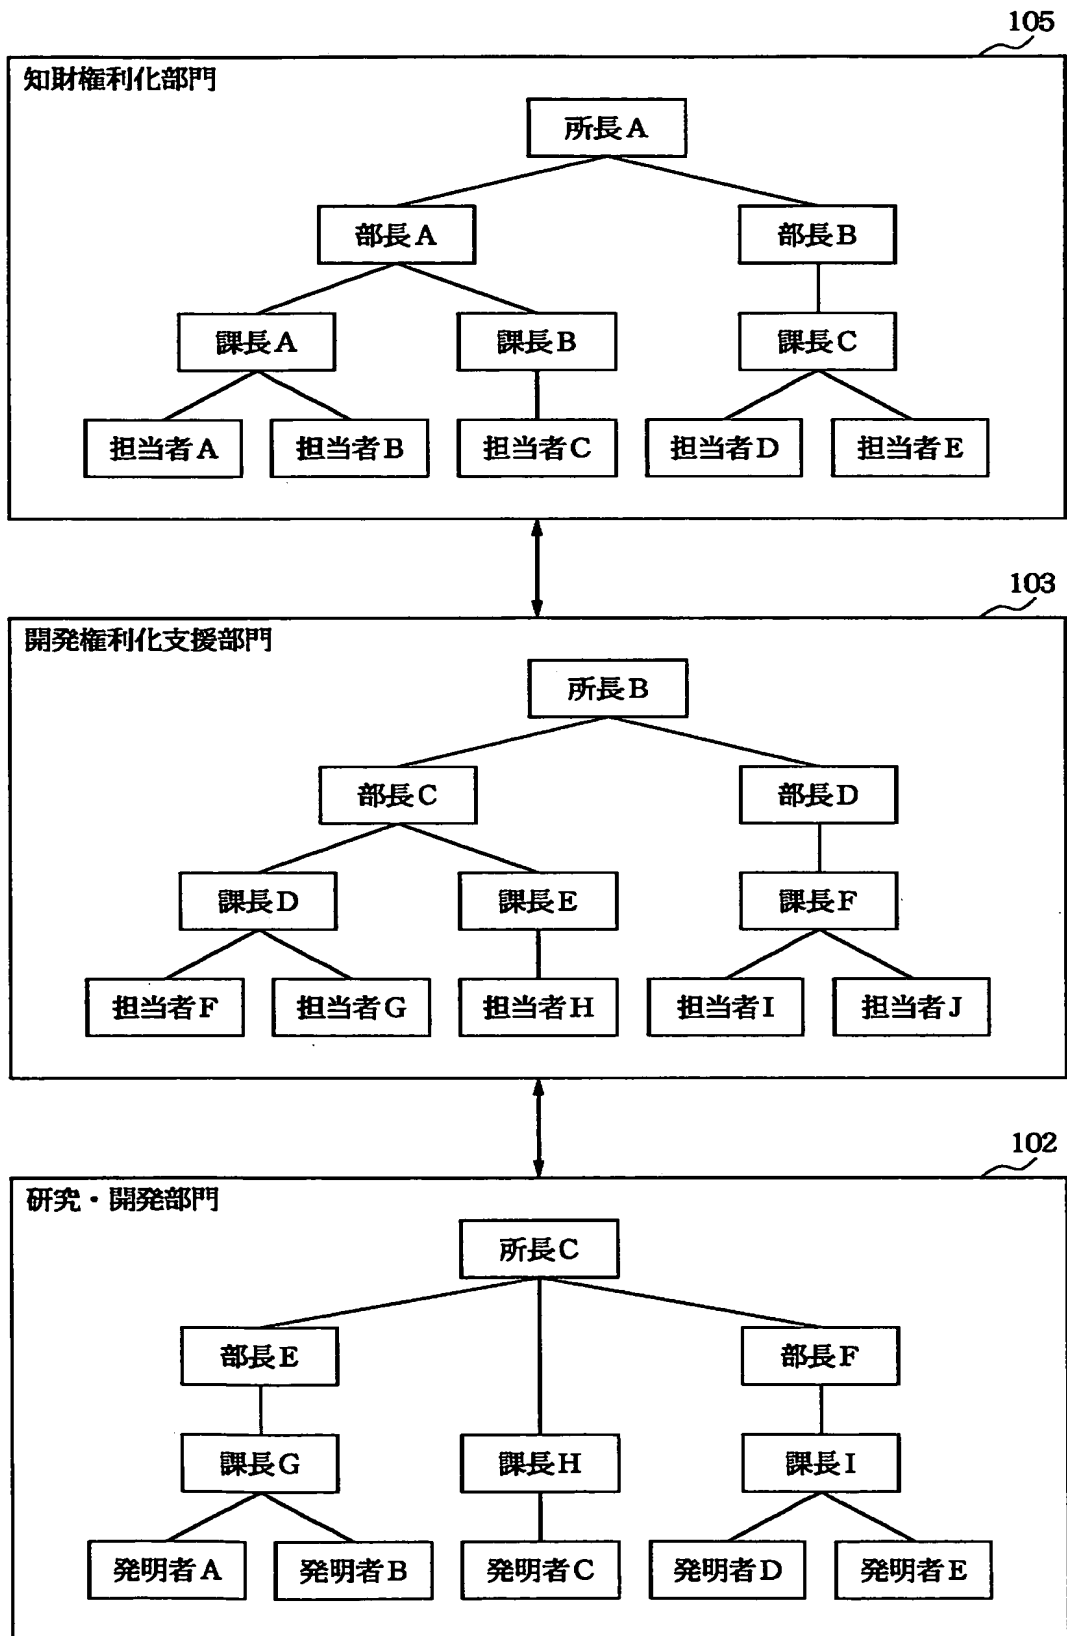 105
知財権利化部門
所長A
部長A 部長B
課長A 課長B 課長C
担当者A 担当者B 担当者C 担当者D 担当者E
103
開発権利化支援部門
所長B
部長C 部長D
課長D 課長E 課長F
担当者F 担当者G 担当者H 担当者I 担当者J
102
研究・開発部門
所長C
部長E 部長F
課長G 課長H 課長I
発明者A 発明者B 発明者C 発明者D 発明者E